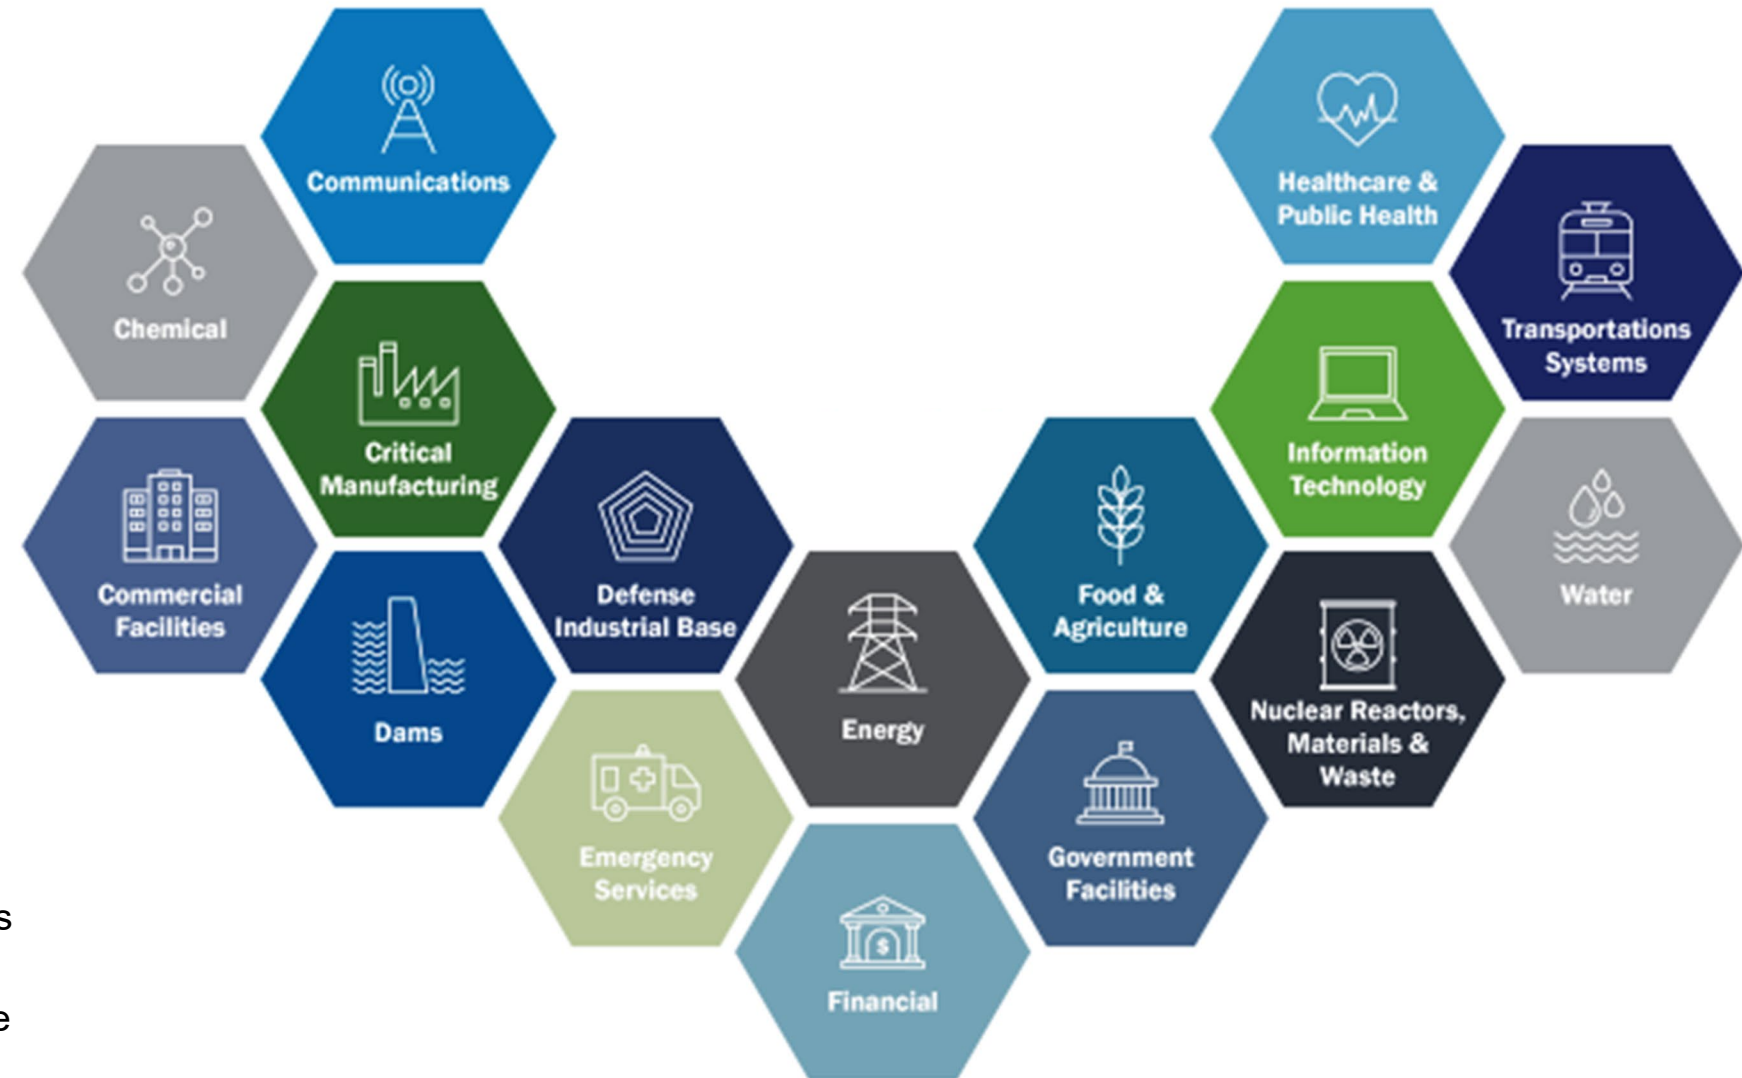 Communications
Healthcare &
Public Health
Chemical
Transportations
Systems
Critical
Manufacturing
Information
Technology
Commercial
Facilities
Defense
Industrial Base
Food &
Agriculture
Water
Dams
Energy
Nuclear Reactors,
Materials &
Waste
Emergency
Services
Government
Facilities
$
Financial
s
e